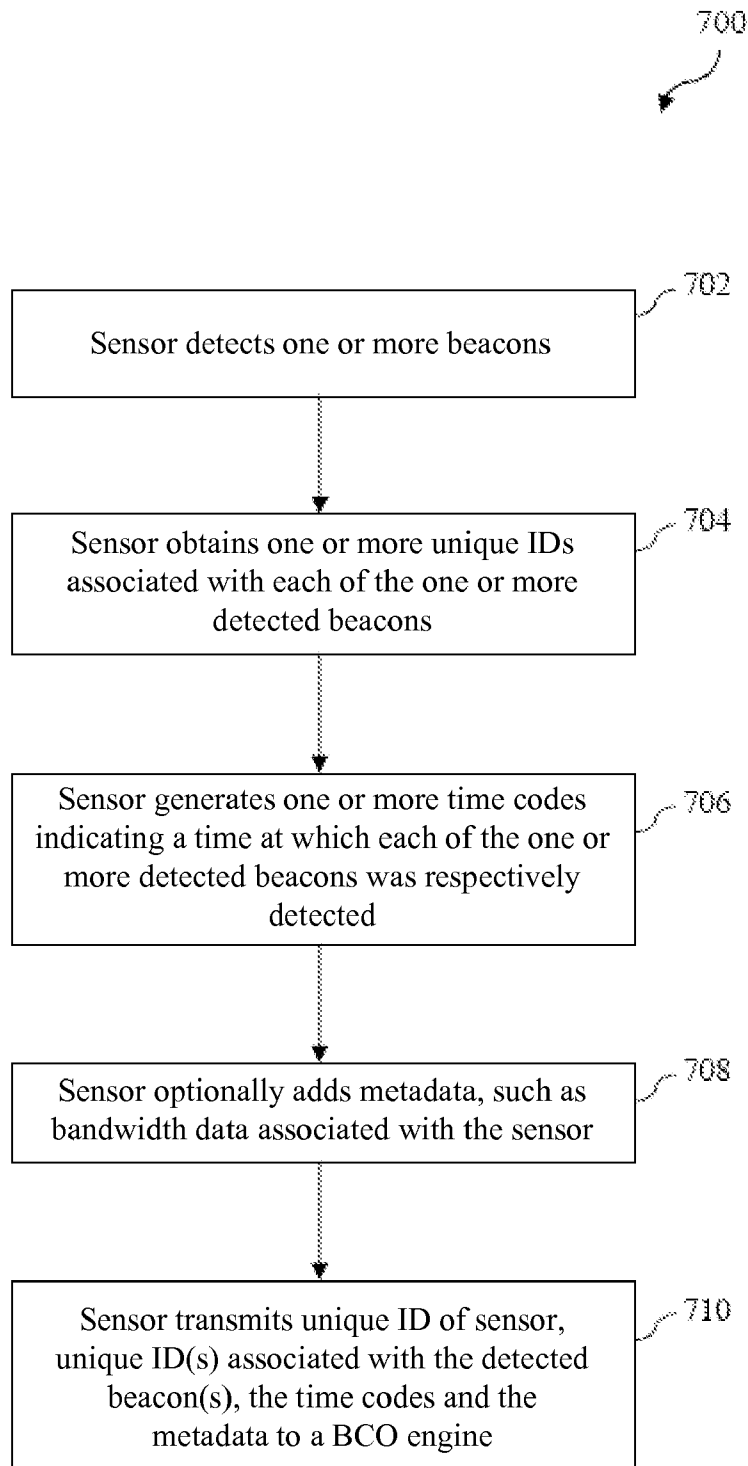 700
702
Sensor detects one or more beacons
704
Sensor obtains one or more unique IDs
associated with each of the one or more
detected beacons
706
Sensor generates one or more time codes
indicating a time at which each of the one or
more detected beacons was respectively
detected
708
Sensor optionally adds metadata, such as
bandwidth data associated with the sensor
710
Sensor transmits unique ID of sensor,
unique ID(s) associated with the detected
beacon(s), the time codes and the
metadata to a BCO engine